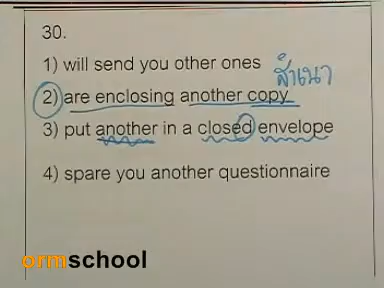 30.
1) will send you other ones
สำเนา
2) are enclosing another copy
3) put another in a closed envelope
4) spare you another questionnaire
ormschool